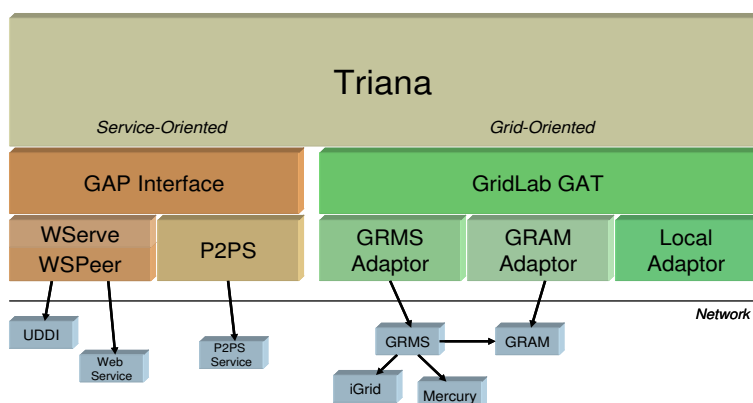 Triana
Service-Oriented
Grid-Oriented
GAP Interface
GridLab GAT
WServe
WSPeer
P2PS
GRMS
Adaptor
GRAM
Adaptor
Local
Adaptor
Network
UDDI
Web
Service
P2PS
Service
GRMS
GRAM
iGrid
Mercury